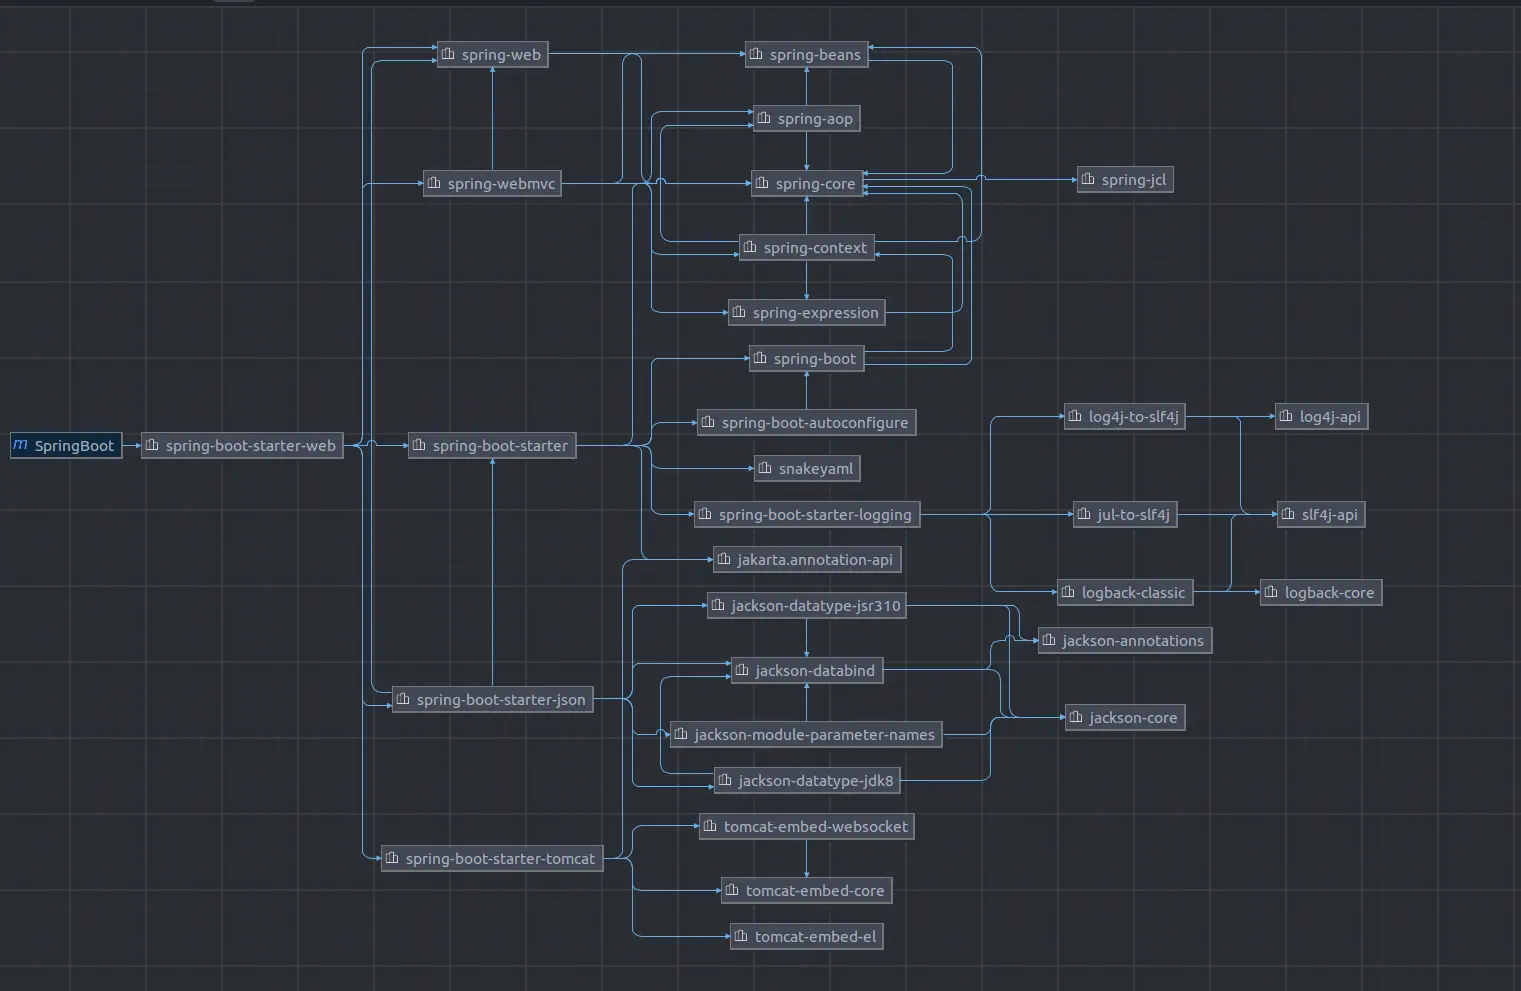 spring-web
spring-beans
spring-aop
spring-webmvc
spring-core
spring-jcl
spring-context
spring-expression
spring-boot
spring-boot-autoconfigure
log4j-to-slf4j
log4j-api
m SpringBoot
spring-boot-starter-web
spring-boot-starter
snakeyaml
spring-boot-starter-logging
jul-to-slf4j
slf4j-api
jakarta.annotation-api
logback-classic
logback-core
jackson-datatype-jsr310
jackson-annotations
jackson-databind
spring-boot-starter-json
jackson-core
jackson-module-parameter-names
jackson-datatype-jdk8
tomcat-embed-websocket
spring-boot-starter-tomcat
tomcat-embed-core
tomcat-embed-el